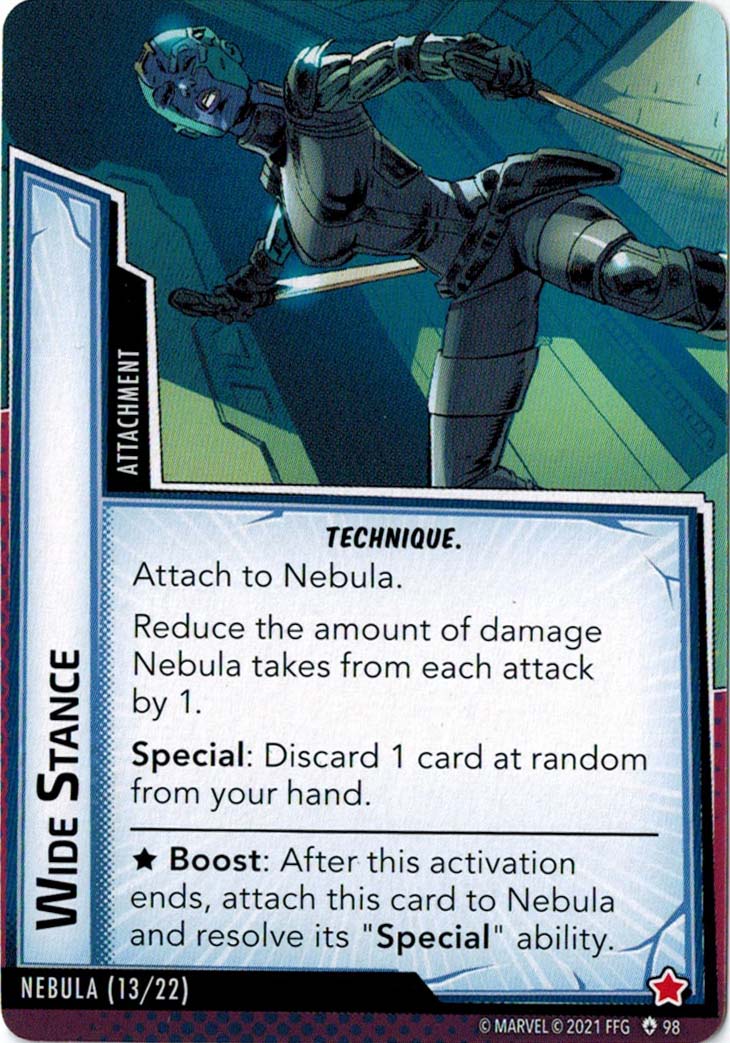 ATTACHMENT
WIDE STANCE
TECHNIQUE.
Attach to Nebula.
Reduce the amount of damage
Nebula takes from each attack
by 1.
Special: Discard 1 card at random
from your hand.
★ Boost: After this activation
ends, attach this card to Nebula
and resolve its "Special" ability.
NEBULA (13/22)
© MARVEL © 2021 FFG 98